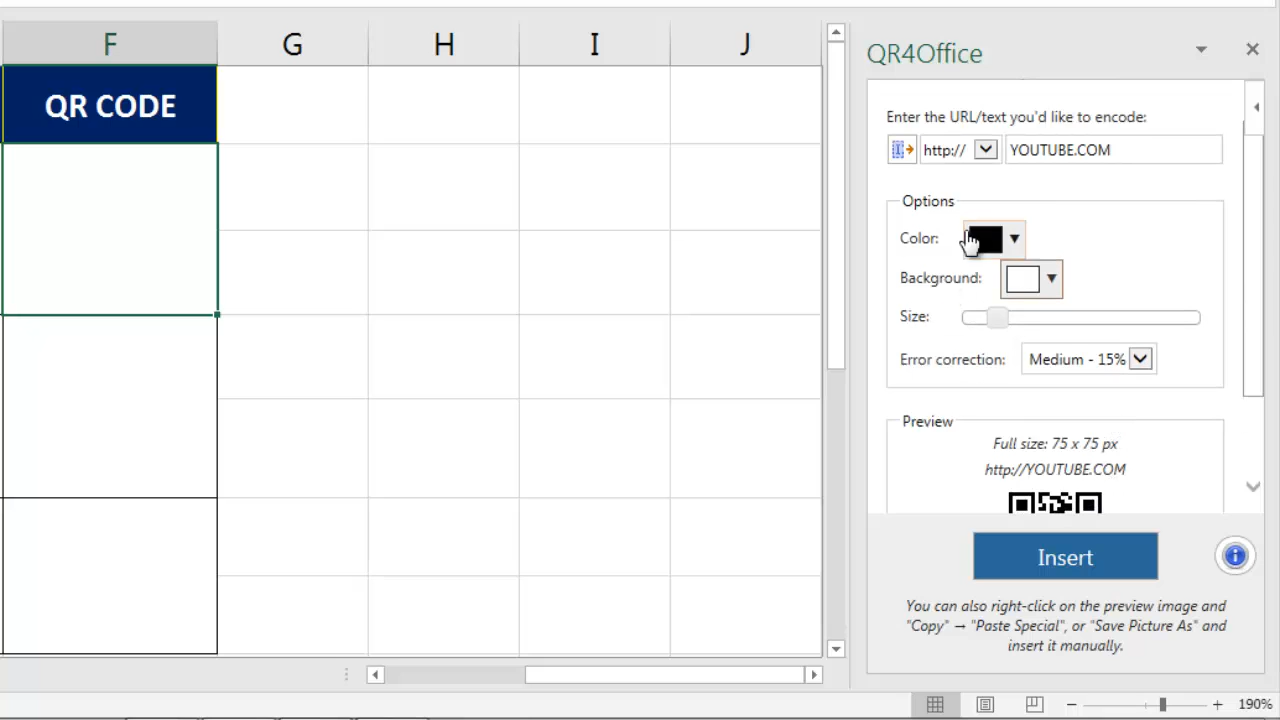 F G H I J
QR CODE
QR4Office
Enter the URL/text you'd like to encode:
http:// YOUTUBE.COM
Options
Color:
Background:
Size:
Error correction: Medium - 15%
Preview
Full size: 75 x 75 px
http://YOUTUBE.COM
Insert
You can also right-click on the preview image and
"Copy" → "Paste Special", or "Save Picture As" and
insert it manually.
190%